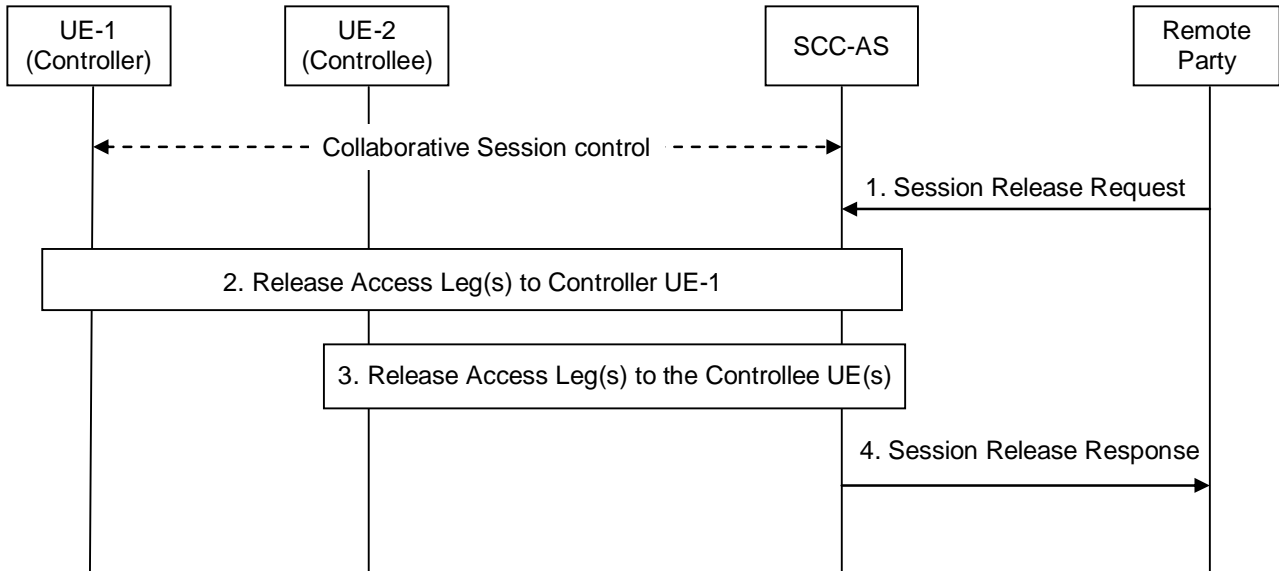 UE-1
(Controller)
UE-2
(Controllee)
SCC-AS
Remote
Party
Collaborative Session control
1. Session Release Request
2. Release Access Leg(s) to Controller UE-1
3. Release Access Leg(s) to the Controllee UE(s)
4. Session Release Response